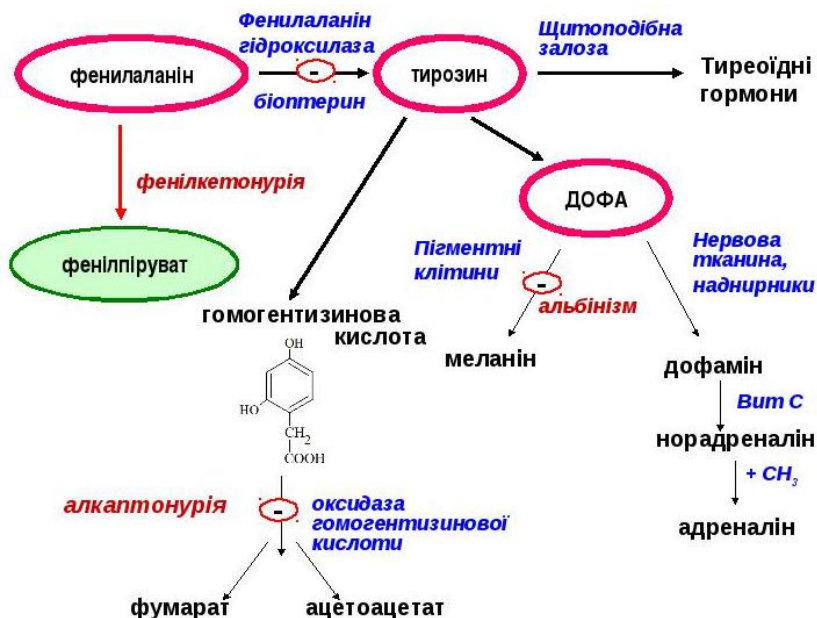 Фенилаланін
гідроксилаза
Щитоподібна
залоза
фенилаланін
-
тирозин
Тиреоїдні
гормони
біоптерин
фенілкетонурія
ДОФА
фенілпіруват
Пігментні
клітини
-
альбінізм
Нервова
тканина,
наднирники
гомогентизинова
кислота
меланін
дофамін
OH
HO
CH2
COOH
Вит С
норадреналін
+ СН3
адреналін
алкаптонурія
-
оксидаза
гомогентизинової
кислоти
фумарат
ацетоацетат